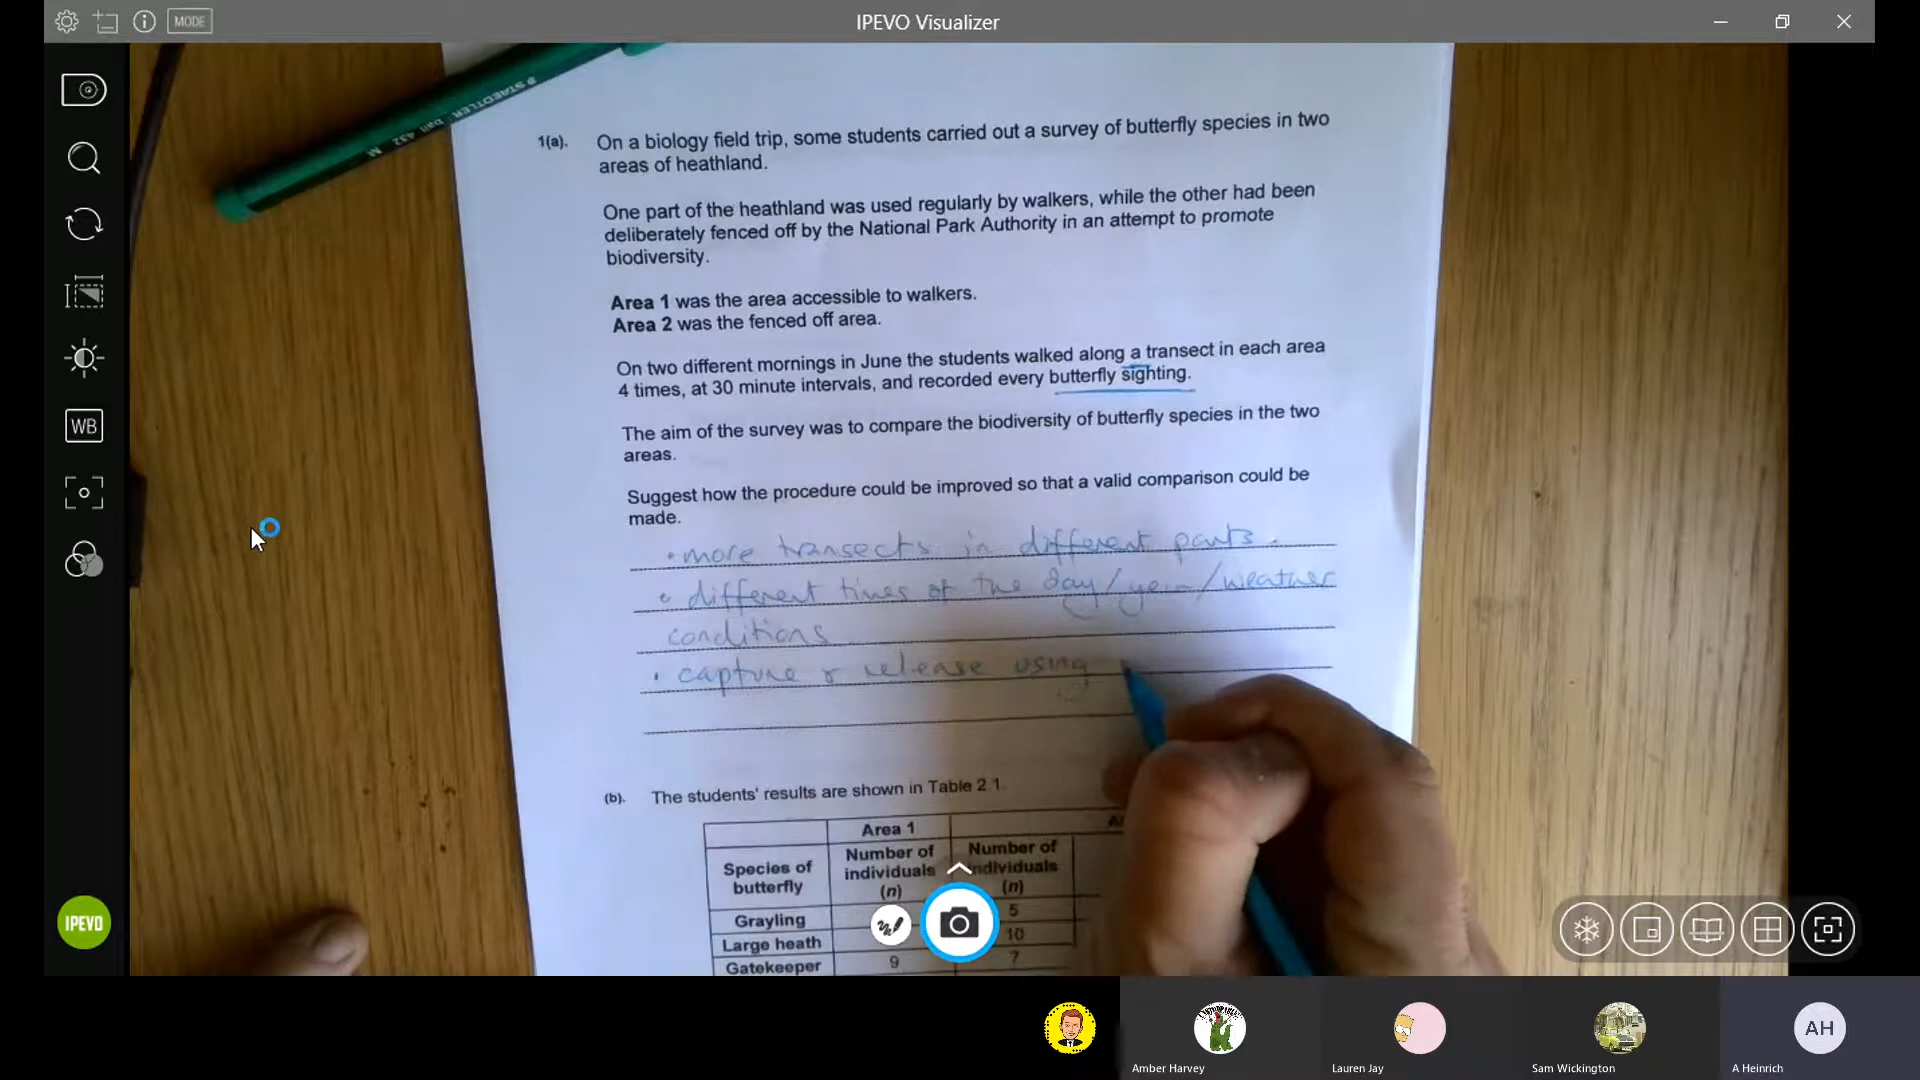 MODE
IPEVO Visualizer
STAEDTLER ball 432 M
1(a). On a biology field trip, some students carried out a survey of butterfly species in two
areas of heathland.
One part of the heathland was used regularly by walkers, while the other had been
deliberately fenced off by the National Park Authority in an attempt to promote
biodiversity.
Area 1 was the area accessible to walkers.
Area 2 was the fenced off area.
On two different mornings in June the students walked along a transect in each area
4 times, at 30 minute intervals, and recorded every butterfly sighting.
The aim of the survey was to compare the biodiversity of butterfly species in the two
areas.
Suggest how the procedure could be improved so that a valid comparison could be
made.
• more transects in different parts.
• different times of the day/year/weather
conditions
• capture & release using
(b). The students' results are shown in Table 2.1
Area 1
Species of
butterfly
Number of
individuals
(n)
Number of
individuals
(n)
Grayling 5
Large heath 10
Gatekeeper 9 7
WB
IPEVO
Amber Harvey
Lauren Jay
Sam Wickington
AH
A Heinrich